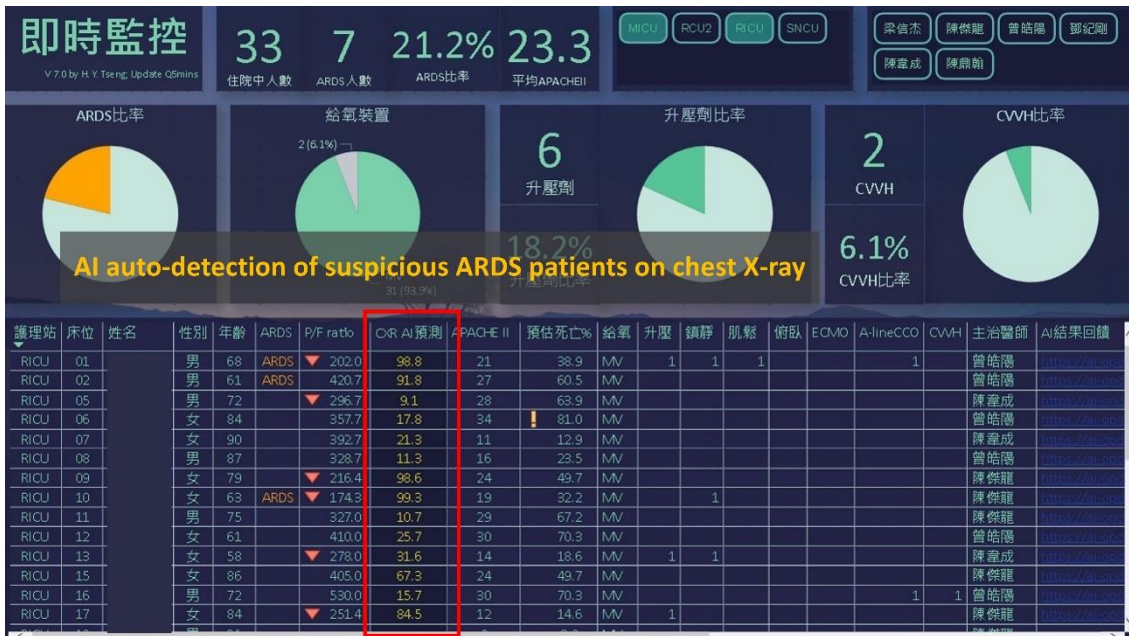 即時監控
V 7.0 by H. Y. Tseng; Update Q5mins
33
住院中人數
7
ARDS人數
21.2%
ARDS比率
23.3
平均APACHEII
MICU RCU2 RICU SNCU
梁信杰 陳傑龍 曾皓陽 鄧紀剛
陳韋成 陳鼎翰
ARDS比率
給氧裝置
2 (6.1%)
31 (93.9%)
6
升壓劑
18.2%
升壓劑比率
升壓劑比率
2
CVVH
6.1%
CVVH比率
CVVH比率
AI auto-detection of suspicious ARDS patients on chest X-ray
護理站 床位 姓名 性別 年齡 ARDS P/F ratio CXR AI預測 APACHE II 預估死亡% 給氧 升壓 鎮靜 肌鬆 俯臥 ECMO A-lineCCO CVVH 主治醫師 AI結果回饋
RICU 01 男 68 ARDS 202.0 98.8 21 38.9 MV 1 1 1 1 曾皓陽
RICU 02 男 61 ARDS 420.7 91.8 27 60.5 MV 曾皓陽
RICU 05 男 72 296.7 9.1 28 63.9 MV 陳韋成
RICU 06 女 84 357.7 17.8 34 81.0 MV 曾皓陽
RICU 07 女 90 392.7 21.3 11 12.9 MV 陳韋成
RICU 08 男 87 328.7 11.3 16 23.5 MV 曾皓陽
RICU 09 女 79 216.4 98.6 24 49.7 MV 陳傑龍
RICU 10 女 63 ARDS 174.3 99.3 19 32.2 MV 1 陳傑龍
RICU 11 男 75 327.0 10.7 29 67.2 MV 陳傑龍
RICU 12 女 61 410.0 25.7 30 70.3 MV 曾皓陽
RICU 13 女 58 278.0 31.6 14 18.6 MV 1 1 陳韋成
RICU 15 女 86 405.0 67.3 24 49.7 MV 陳傑龍
RICU 16 男 72 530.0 15.7 30 70.3 MV 1 1 曾皓陽
RICU 17 女 84 251.4 84.5 12 14.6 MV 1 陳傑龍